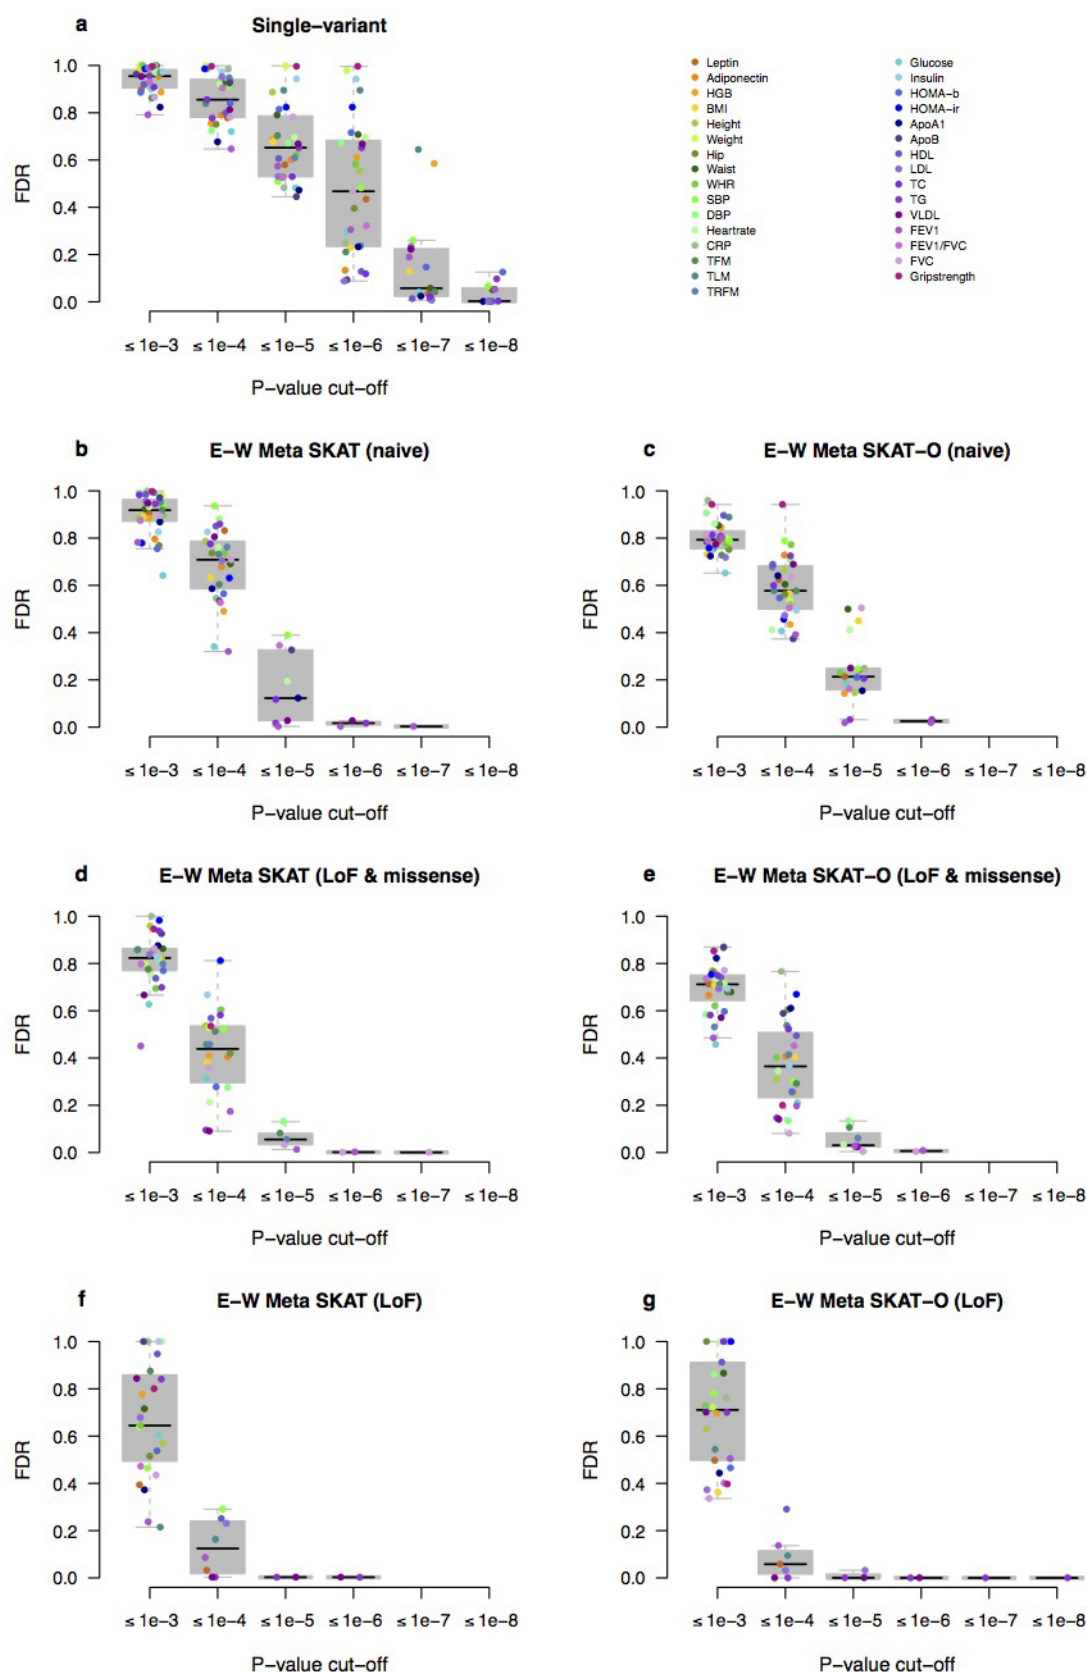 a Single−variant
1.0
0.8
0.6
0.4
0.2
0.0
FDR
≤ 1e−3 ≤ 1e−4 ≤ 1e−5 ≤ 1e−6 ≤ 1e−7 ≤ 1e−8
P−value cut−off
Leptin
Adiponectin
HGB
BMI
Height
Weight
Hip
Waist
WHR
SBP
DBP
Heartrate
CRP
TFM
TLM
TRFM
Glucose
Insulin
HOMA−b
HOMA−ir
ApoA1
ApoB
HDL
LDL
TC
TG
VLDL
FEV1
FEV1/FVC
FVC
Gripstrength
b E−W Meta SKAT (naive)
1.0
0.8
0.6
0.4
0.2
0.0
FDR
≤ 1e−3 ≤ 1e−4 ≤ 1e−5 ≤ 1e−6 ≤ 1e−7 ≤ 1e−8
P−value cut−off
c E−W Meta SKAT−O (naive)
1.0
0.8
0.6
0.4
0.2
0.0
FDR
≤ 1e−3 ≤ 1e−4 ≤ 1e−5 ≤ 1e−6 ≤ 1e−7 ≤ 1e−8
P−value cut−off
d E−W Meta SKAT (LoF & missense)
1.0
0.8
0.6
0.4
0.2
0.0
FDR
≤ 1e−3 ≤ 1e−4 ≤ 1e−5 ≤ 1e−6 ≤ 1e−7 ≤ 1e−8
P−value cut−off
e E−W Meta SKAT−O (LoF & missense)
1.0
0.8
0.6
0.4
0.2
0.0
FDR
≤ 1e−3 ≤ 1e−4 ≤ 1e−5 ≤ 1e−6 ≤ 1e−7 ≤ 1e−8
P−value cut−off
f E−W Meta SKAT (LoF)
1.0
0.8
0.6
0.4
0.2
0.0
FDR
≤ 1e−3 ≤ 1e−4 ≤ 1e−5 ≤ 1e−6 ≤ 1e−7 ≤ 1e−8
P−value cut−off
g E−W Meta SKAT−O (LoF)
1.0
0.8
0.6
0.4
0.2
0.0
FDR
≤ 1e−3 ≤ 1e−4 ≤ 1e−5 ≤ 1e−6 ≤ 1e−7 ≤ 1e−8
P−value cut−off